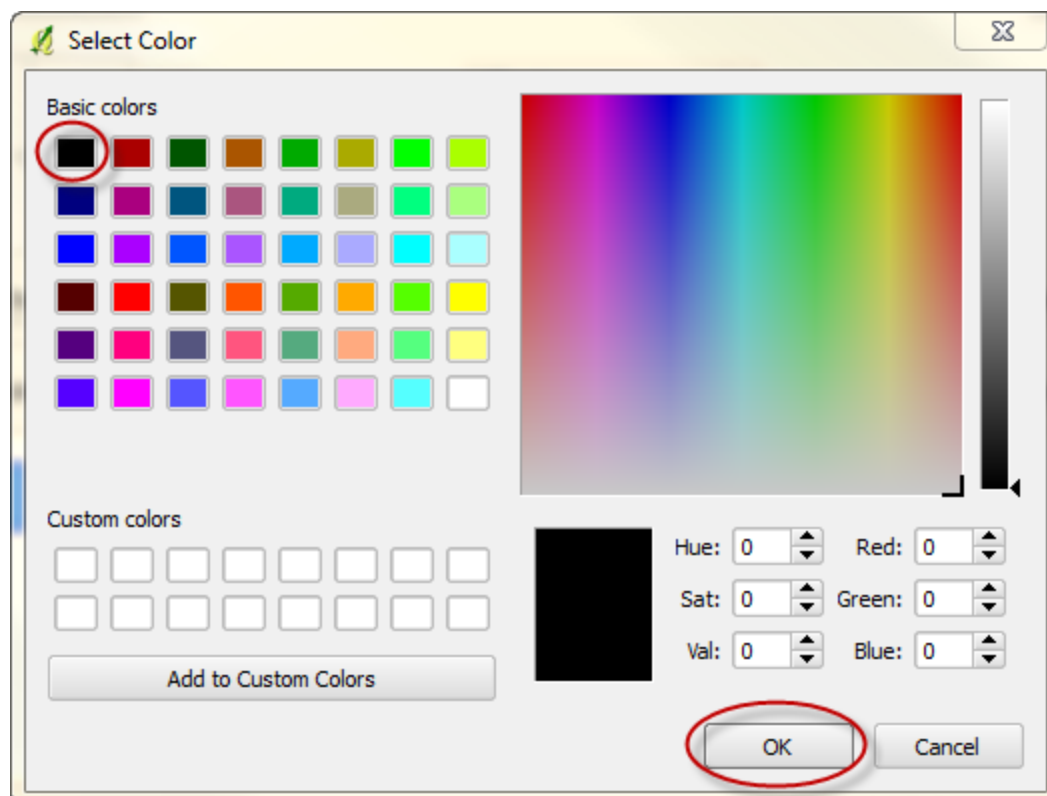 Select Color
Basic colors
Custom colors
Add to Custom Colors
Hue: 0 Red: 0
Sat: 0 Green: 0
Val: 0 Blue: 0
OK Cancel